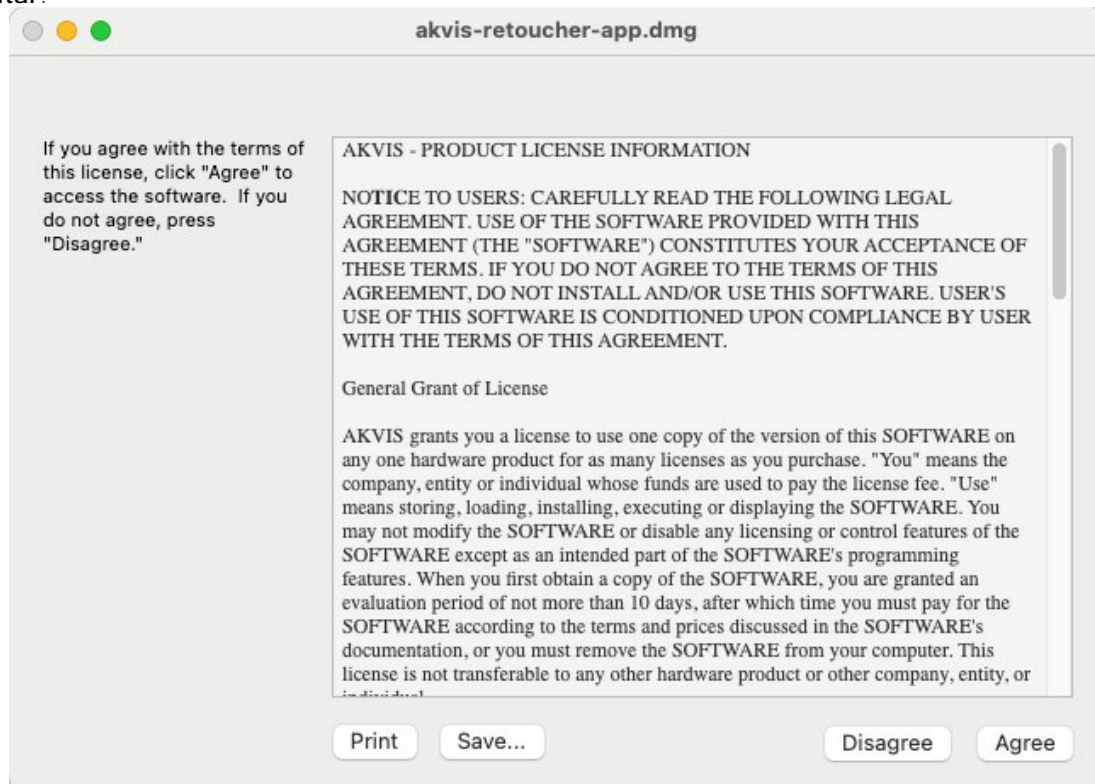 akvis-retoucher-app.dmg
If you agree with the terms of
this license, click "Agree" to
access the software.  If you
do not agree, press
"Disagree."
AKVIS - PRODUCT LICENSE INFORMATION
NOTICE TO USERS: CAREFULLY READ THE FOLLOWING LEGAL
AGREEMENT. USE OF THE SOFTWARE PROVIDED WITH THIS
AGREEMENT (THE "SOFTWARE") CONSTITUTES YOUR ACCEPTANCE OF
THESE TERMS. IF YOU DO NOT AGREE TO THE TERMS OF THIS
AGREEMENT, DO NOT INSTALL AND/OR USE THIS SOFTWARE. USER'S
USE OF THIS SOFTWARE IS CONDITIONED UPON COMPLIANCE BY USER
WITH THE TERMS OF THIS AGREEMENT.
General Grant of License
AKVIS grants you a license to use one copy of the version of this SOFTWARE on
any one hardware product for as many licenses as you purchase. "You" means the
company, entity or individual whose funds are used to pay the license fee. "Use"
means storing, loading, installing, executing or displaying the SOFTWARE. You
may not modify the SOFTWARE or disable any licensing or control features of the
SOFTWARE except as an intended part of the SOFTWARE's programming
features. When you first obtain a copy of the SOFTWARE, you are granted an
evaluation period of not more than 10 days, after which time you must pay for the
SOFTWARE according to the terms and prices discussed in the SOFTWARE's
documentation, or you must remove the SOFTWARE from your computer. This
license is not transferable to any other hardware product or other company, entity, or
Print
Save...
Disagree
Agree